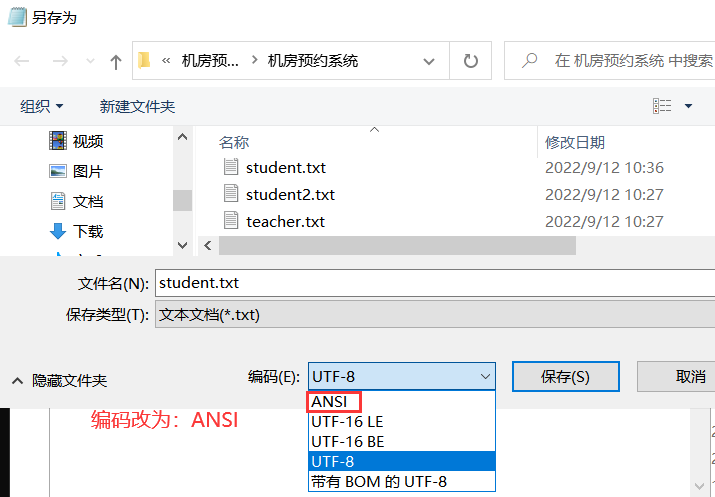 另存为
« 机房预... › 机房预约系统
在 机房预约系统 中搜索
组织 新建文件夹
视频
图片
文档
下载
名称 修改日期
student.txt 2022/9/12 10:36
student2.txt 2022/9/12 10:27
teacher.txt 2022/9/12 10:27
文件名(N): student.txt
保存类型(T): 文本文档(*.txt)
隐藏文件夹 编码(E): UTF-8 保存(S) 取消
ANSI
UTF-16 LE
UTF-16 BE
UTF-8
带有 BOM 的 UTF-8
编码改为：ANSI